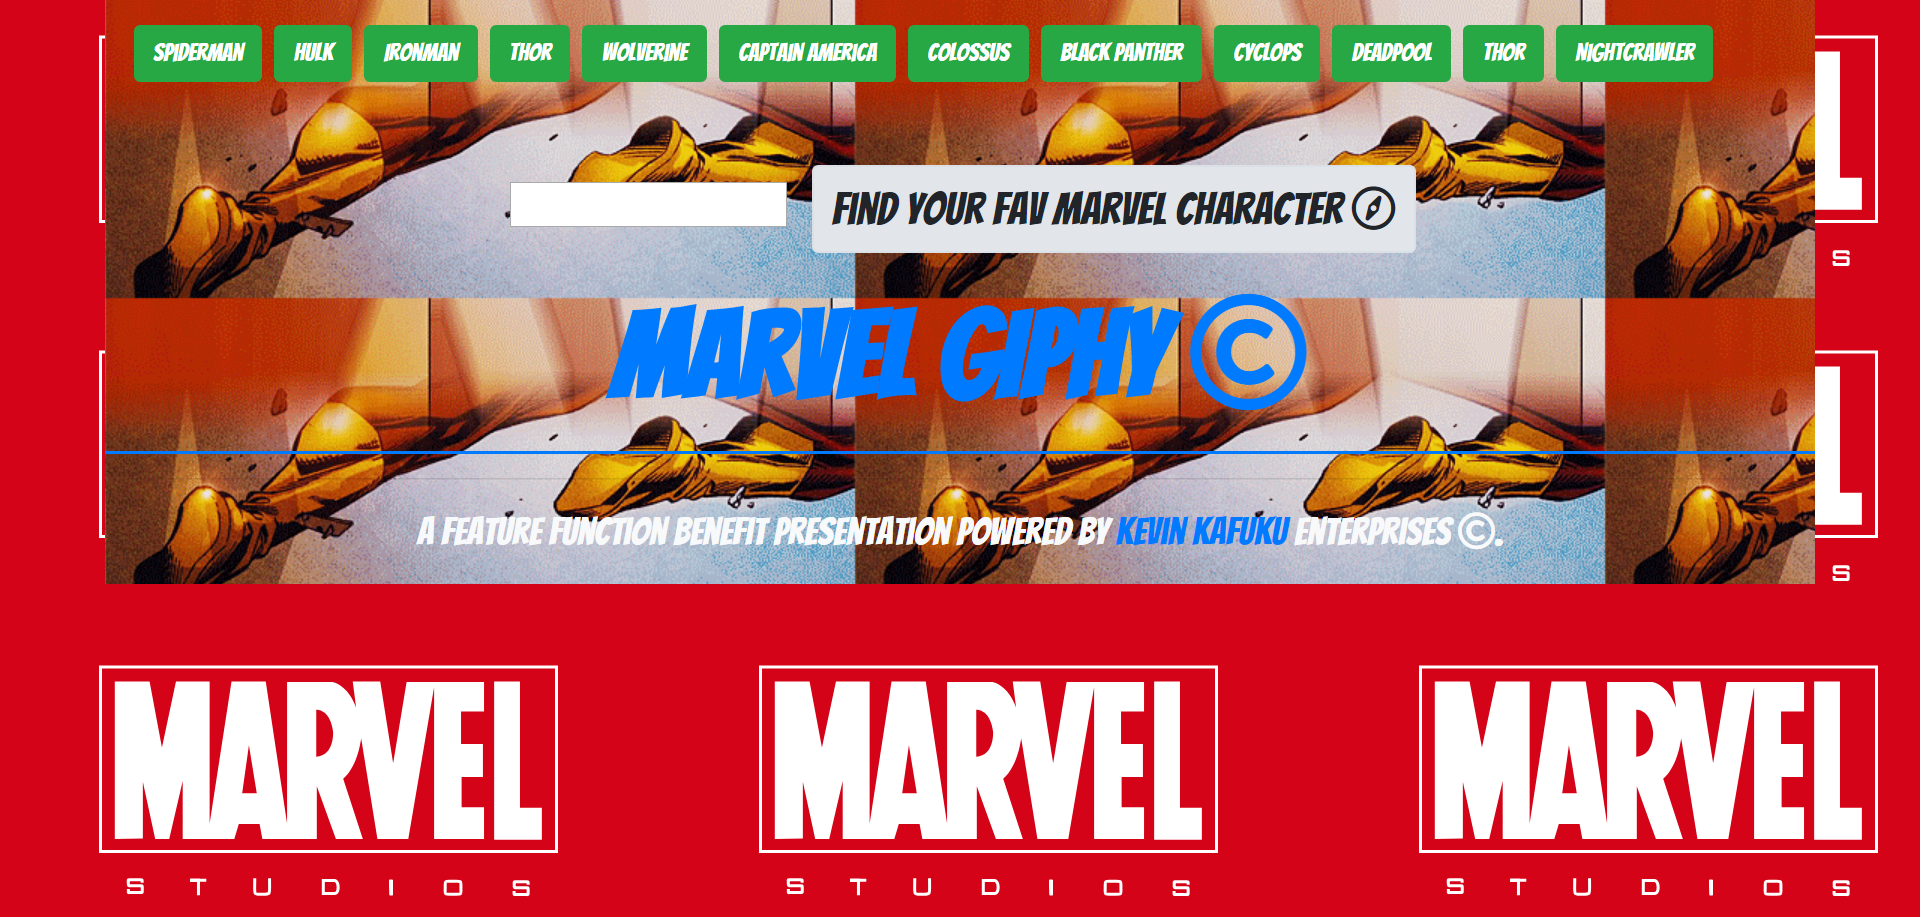 SPIDERMAN HULK IRONMAN THOR WOLVERINE CAPTAIN AMERICA COLOSSUS BLACK PANTHER CYCLOPS DEADPOOL THOR NIGHTCRAWLER
FIND YOUR FAV MARVEL CHARACTER
MARVEL GIPHY ©
A FEATURE FUNCTION BENEFIT PRESENTATION POWERED BY KEVIN KAFUKU ENTERPRISES ©.
L
S
L
S
MARVEL MARVEL MARVEL
STUDIOS STUDIOS STUDIOS